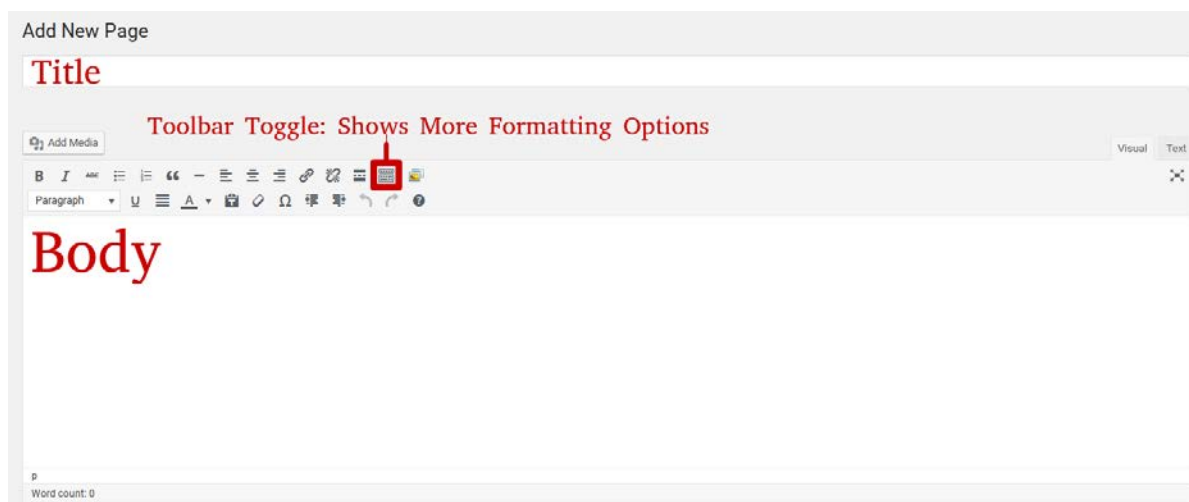 Add New Page
Title
Toolbar Toggle: Shows More Formatting Options
Add Media
Visual Text
B I ABC
Paragraph U A Ω
Body
p
Word count: 0